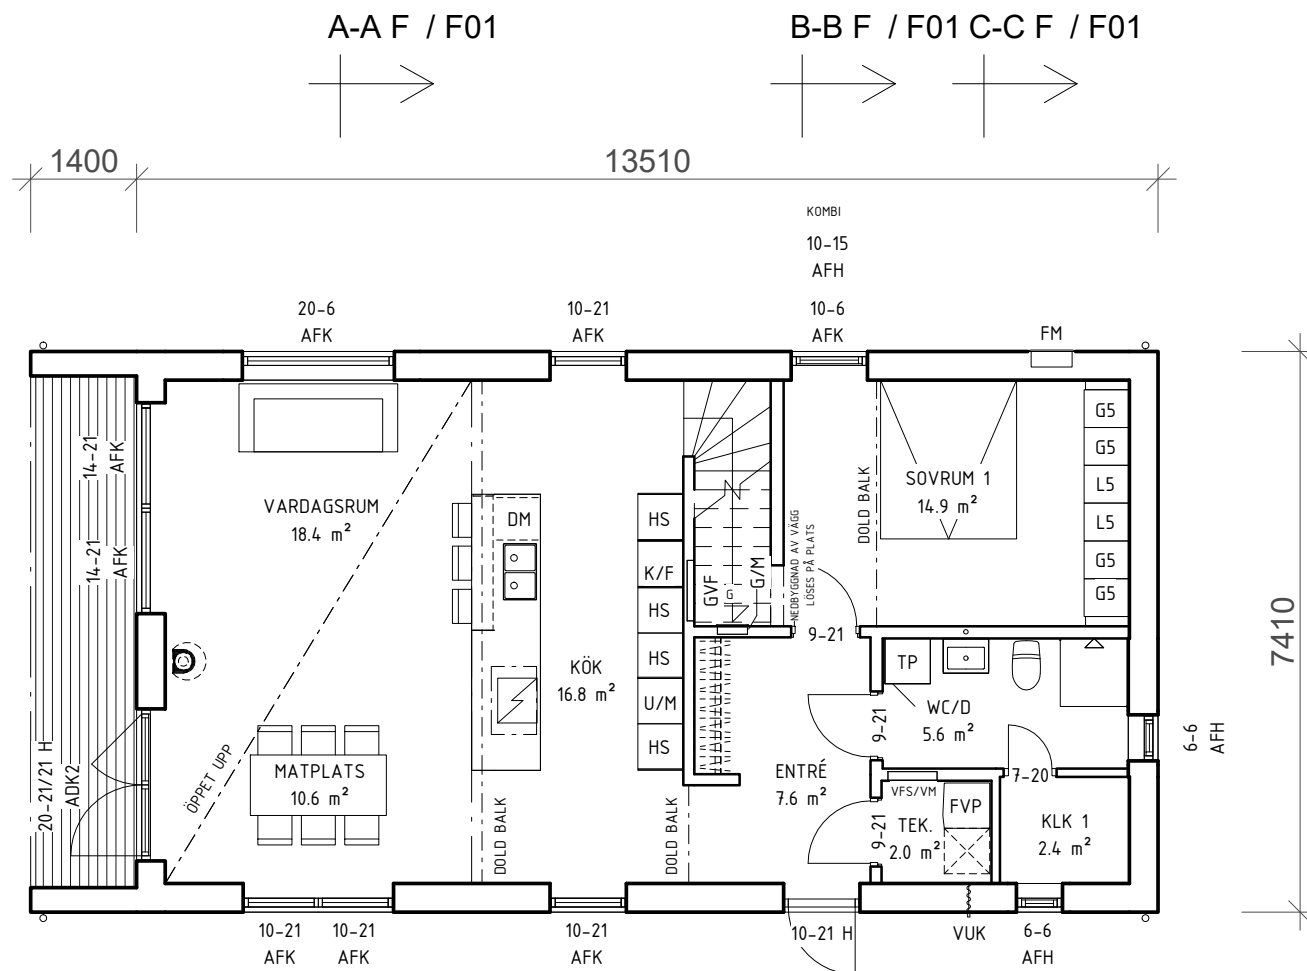 A-A F / F01
B-B F / F01
C-C F / F01
1400
13510
KOMBI
10-15
AFH
20-6
AFK
10-21
AFK
10-6
AFK
FM
14-21
AFK
14-21
AFK
VARDAGSRUM
18.4 m²
DM
HS
K/F
HS
HS
U/M
HS
GVF
G
G/M
NEDBYGGNAD AV VÄGG
LÖSES PÅ PLATS
DOLD BALK
SOVRUM 1
14.9 m²
G5
G5
L5
L5
G5
G5
7410
9-21
KÖK
16.8 m²
TP
WC/D
5.6 m²
9-21
6-6
AFH
20-21/21 H
ADK2
ÖPPET UPP
MATPLATS
10.6 m²
DOLD BALK
DOLD BALK
ENTRÉ
7.6 m²
7-20
VFS/VM
FVP
9-21
TEK.
2.0 m²
KLK 1
2.4 m²
10-21
AFK
10-21
AFK
10-21
AFK
10-21 H
VUK
6-6
AFH